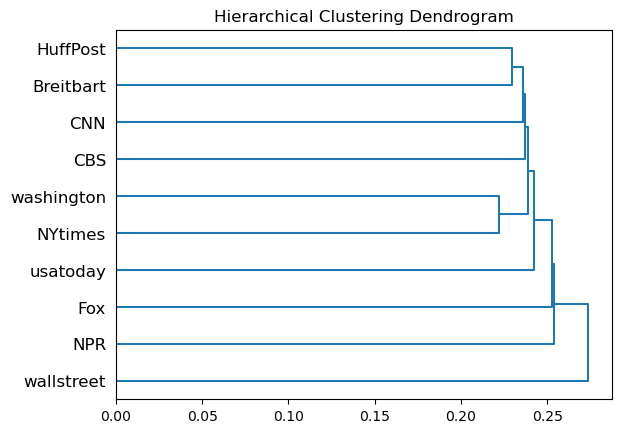 Hierarchical Clustering Dendrogram
HuffPost
Breitbart
CNN
CBS
washington
NYtimes
usatoday
Fox
NPR
wallstreet
0.00 0.05 0.10 0.15 0.20 0.25